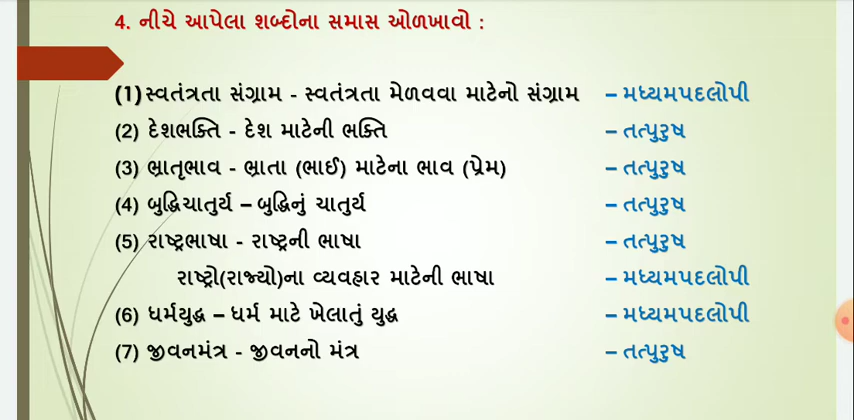 4. નીચે આપેલા શબ્દોના સમાસ ઓળખાવો :
(1) સ્વતંત્રતા સંગ્રામ - સ્વતંત્રતા મેળવવા માટેનો સંગ્રામ – મધ્યમપદલોપી
(2) દેશભક્તિ - દેશ માટેની ભક્તિ – તત્પુરુષ
(3) ભ્રાતૃભાવ - ભ્રાતા (ભાઈ) માટેના ભાવ (પ્રેમ) – તત્પુરુષ
(4) બુદ્ધિચાતુર્ય – બુદ્ધિનું ચાતુર્ય – તત્પુરુષ
(5) રાષ્ટ્રભાષા - રાષ્ટ્રની ભાષા – તત્પુરુષ
રાષ્ટ્રો(રાજ્યો)ના વ્યવહાર માટેની ભાષા – મધ્યમપદલોપી
(6) ધર્મયુદ્ધ – ધર્મ માટે ખેલાતું યુદ્ધ – મધ્યમપદલોપી
(7) જીવનમંત્ર - જીવનનો મંત્ર – તત્પુરુષ